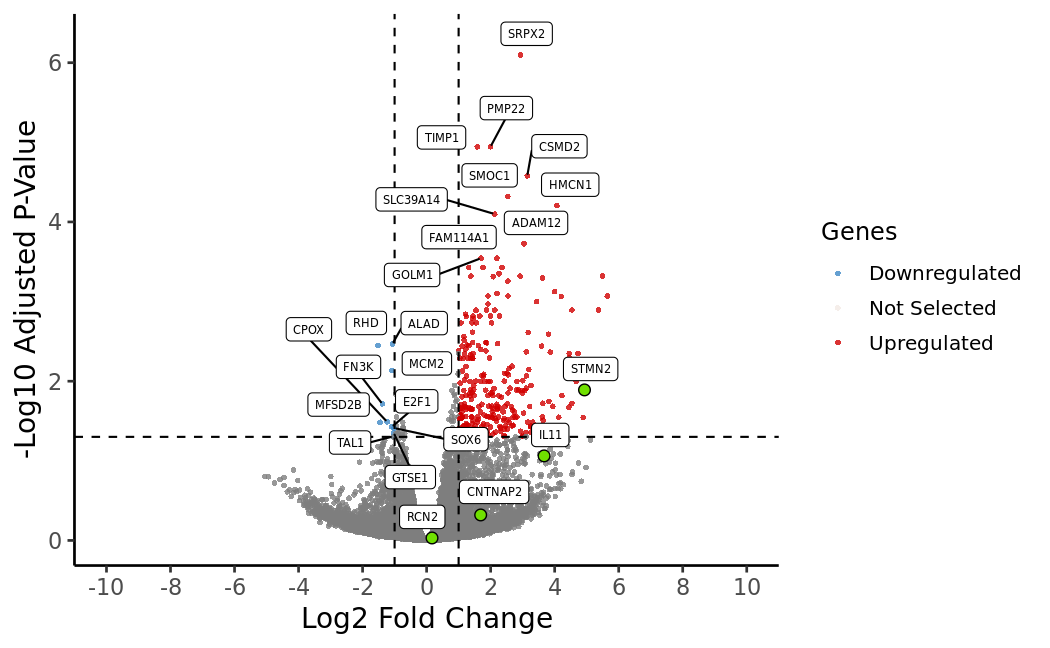 SRPX2
PMP22
TIMP1
CSMD2
SMOC1
HMCN1
SLC39A14
ADAM12
FAM114A1
GOLM1
RHD
ALAD
CPOX
MCM2
FN3K
STMN2
MFSD2B
E2F1
TAL1
SOX6
IL11
GTSE1
CNTNAP2
RCN2
6
4
2
0
-10 -8 -6 -4 -2 0 2 4 6 8 10
Log2 Fold Change
-Log10 Adjusted P-Value
Genes
Downregulated
Not Selected
Upregulated